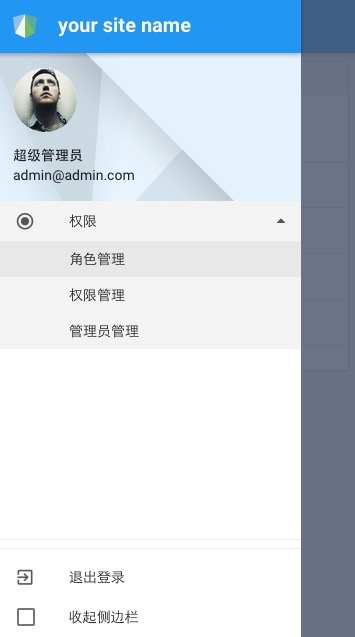 your site name
超级管理员
admin@admin.com
权限
角色管理
权限管理
管理员管理
退出登录
收起侧边栏